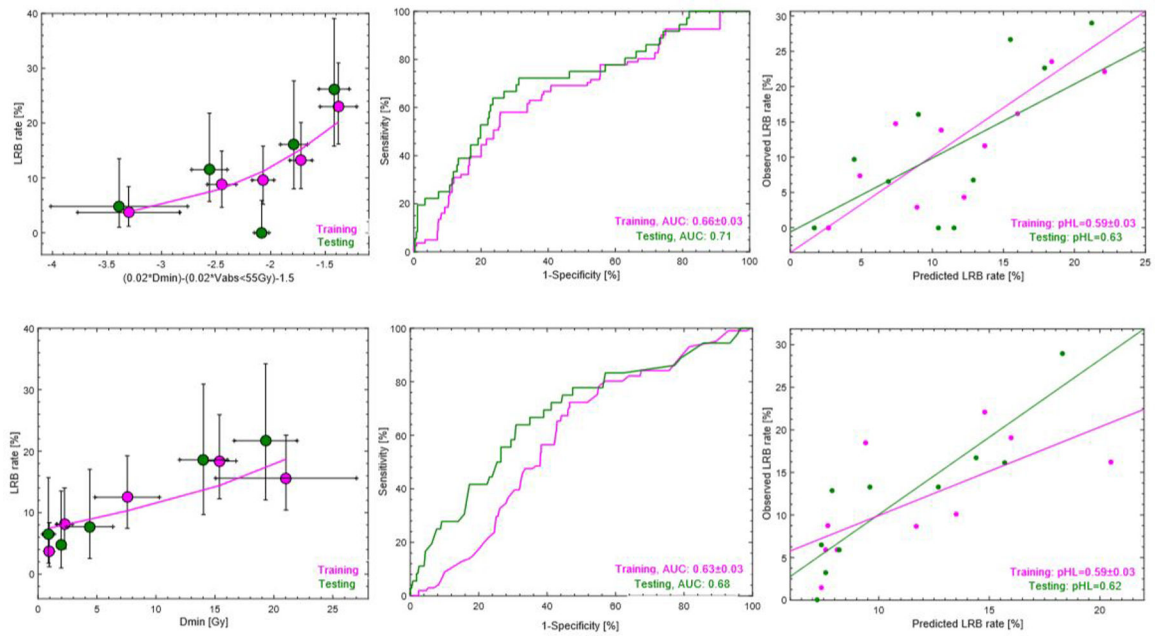 40
30
20
10
0
LRB rate [%]
-4 -3.5 -3 -2.5 -2 -1.5
(0.02*Dmin)-(0.02*Vabs<55Gy)-1.5
Training
Testing
100
80
60
40
20
0
Sensitivity [%]
0 20 40 60 80 100
1-Specificity [%]
Training, AUC: 0.66±0.03
Testing, AUC: 0.71
30
25
20
15
10
5
0
Observed LRB rate [%]
0 5 10 15 20 25
Predicted LRB rate [%]
Training: pHL=0.59±0.03
Testing: pHL=0.63
40
30
20
10
0
LRB rate [%]
0 5 10 15 20 25
Dmin [Gy]
Training
Testing
100
80
60
40
20
0
Sensitivity [%]
0 20 40 60 80 100
1-Specificity [%]
Training, AUC: 0.63±0.03
Testing, AUC: 0.68
30
25
20
15
10
5
0
Observed LRB rate [%]
10 15 20
Predicted LRB rate [%]
Training: pHL=0.59±0.03
Testing: pHL=0.62